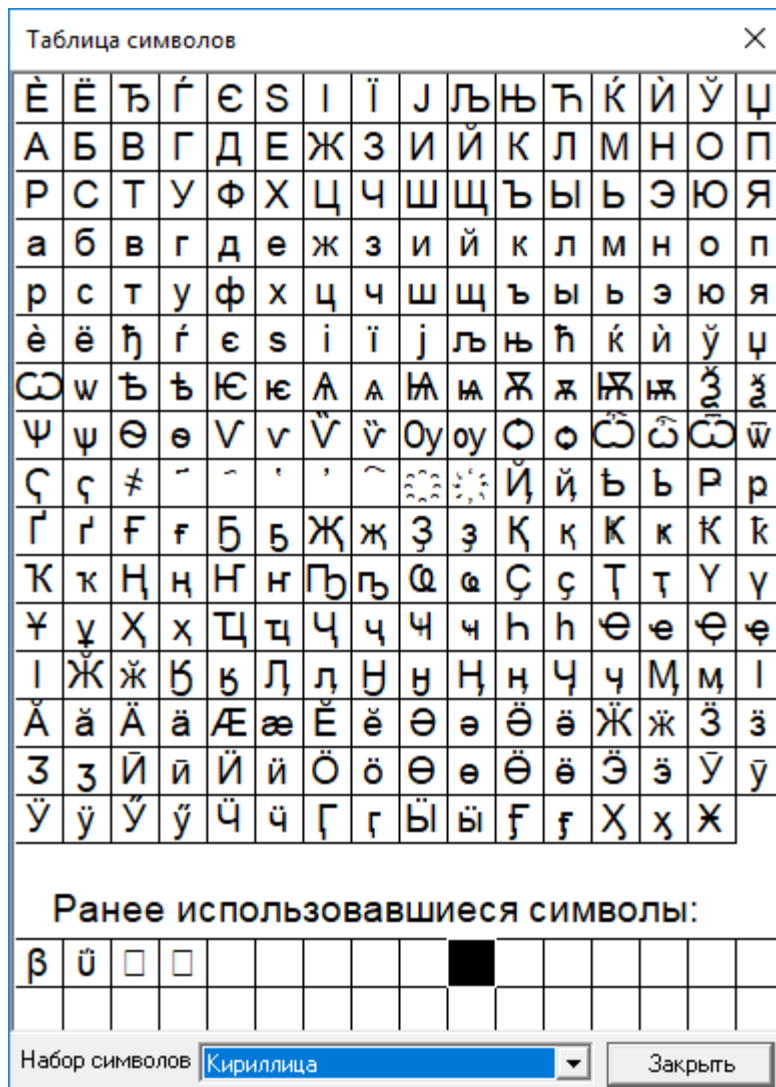 Таблица символов
Ѐ Ё Ђ Ѓ Є Ѕ І Ї Ј Љ Њ Ћ Ќ Ѝ Ў Џ
А Б В Г Д Е Ж З И Й К Л М Н О П
Р С Т У Ф Х Ц Ч Ш Щ Ъ Ы Ь Э Ю Я
а б в г д е ж з и й к л м н о п
р с т у ф х ц ч ш щ ъ ы ь э ю я
ѐ ё ђ ѓ є ѕ і ї ј љ њ ћ ќ ѝ ў џ
Ѡ ѡ Ѣ ѣ Ѥ ѥ Ѧ ѧ Ѩ ѩ Ѫ ѫ Ѭ ѭ Ѯ ѯ
Ѱ ѱ Ѳ ѳ Ѵ ѵ Ѷ ѷ Ѹ ѹ Ѻ ѻ Ѽ ѽ Ѿ ѿ
Ҁ ҁ ҂ ҃ ҄ ҅ ҆ ҇ ҈ ҉ Ҋ ҋ Ҍ ҍ Ҏ ҏ
Ґ ґ Ғ ғ Ҕ ҕ Җ җ Ҙ ҙ Қ қ Ҝ ҝ Ҟ ҟ
Ҡ ҡ Ң ң Ҥ ҥ Ҧ ҧ Ҩ ҩ Ҫ ҫ Ҭ ҭ Ү ү
Ұ ұ Ҳ ҳ Ҵ ҵ Ҷ ҷ Ҹ ҹ Һ һ Ҽ ҽ Ҿ ҿ
Ӏ Ӂ ӂ Ӄ ӄ Ӆ ӆ Ӈ ӈ Ӊ ӊ Ӌ ӌ Ӎ ӎ ӏ
Ӑ ӑ Ӓ ӓ Ӕ ӕ Ӗ ӗ Ә ә Ӛ ӛ Ӝ ӝ Ӟ ӟ
Ӡ ӡ Ӣ ӣ Ӥ ӥ Ӧ ӧ Ө ө Ӫ ӫ Ӭ ӭ Ӯ ӯ
Ӱ ӱ Ӳ ӳ Ӵ ӵ Ӷ ӷ Ӹ ӹ Ӻ ӻ Ӽ ӽ Ӿ
Ранее использовавшиеся символы:
β
Набор символов Кириллица Закрыть